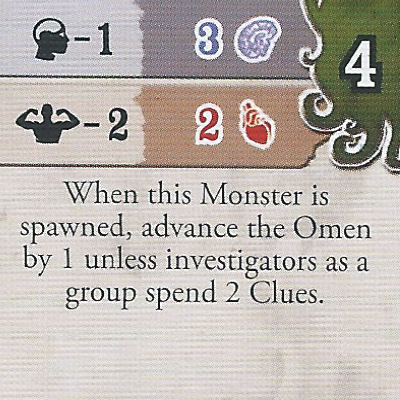 -1 3
4
-2 2
When this Monster is
spawned, advance the Omen
by 1 unless investigators as a
group spend 2 Clues.